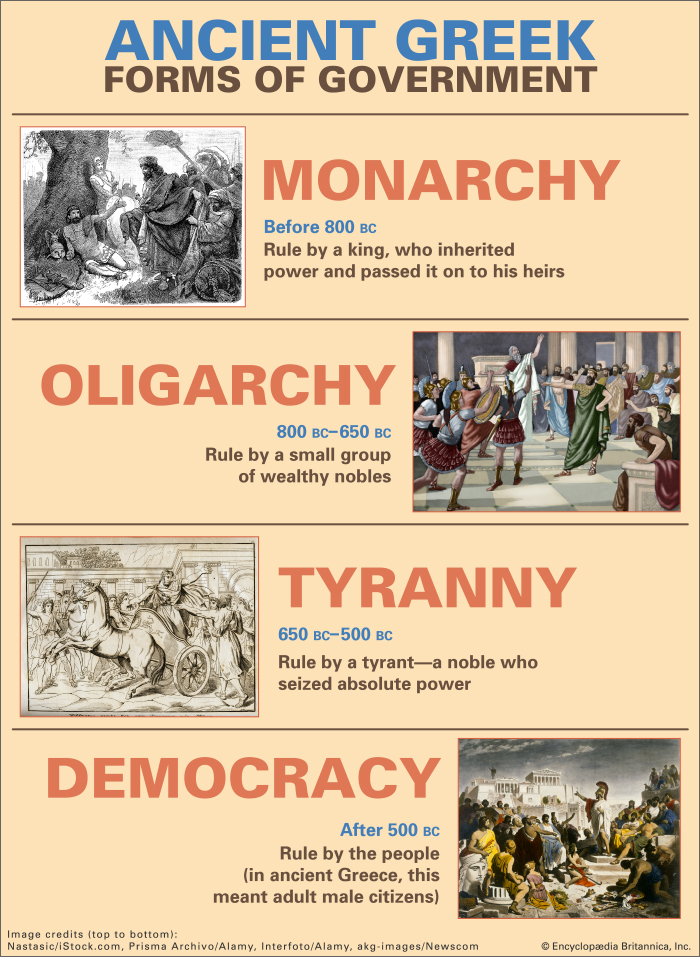 ANCIENT GREEK
FORMS OF GOVERNMENT
MONARCHY
Before 800 BC
Rule by a king, who inherited
power and passed it on to his heirs
OLIGARCHY
800 BC–650 BC
Rule by a small group
of wealthy nobles
TYRANNY
650 BC–500 BC
Rule by a tyrant—a noble who
seized absolute power
DEMOCRACY
After 500 BC
Rule by the people
(in ancient Greece, this
meant adult male citizens)
Image credits (top to bottom):
Nastasic/iStock.com, Prisma Archivo/Alamy, Interfoto/Alamy, akg-images/Newscom
© Encyclopædia Britannica, Inc.